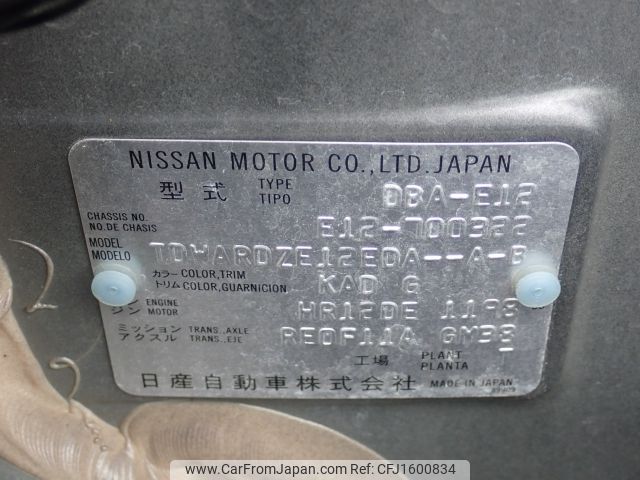 NISSAN MOTOR CO.,LTD.JAPAN
型式 TYPE TIPO DBA-E12
CHASSIS NO. NO.DE CHASIS E12-700322
MODEL MODELO TDWARDZE12EDA--A-B
カラー COLOR,TRIM
トリム COLOR,GUARNICION KAD G
ジン ENGINE MOTOR HR12DE 1198
ミッション TRANS.,AXLE
アクスル TRANS.,EJE RE0F11A GM38
工場 PLANT PLANTA
日産自動車株式会社 MADE IN JAPAN
www.CarFromJapan.com - CFJ1600834